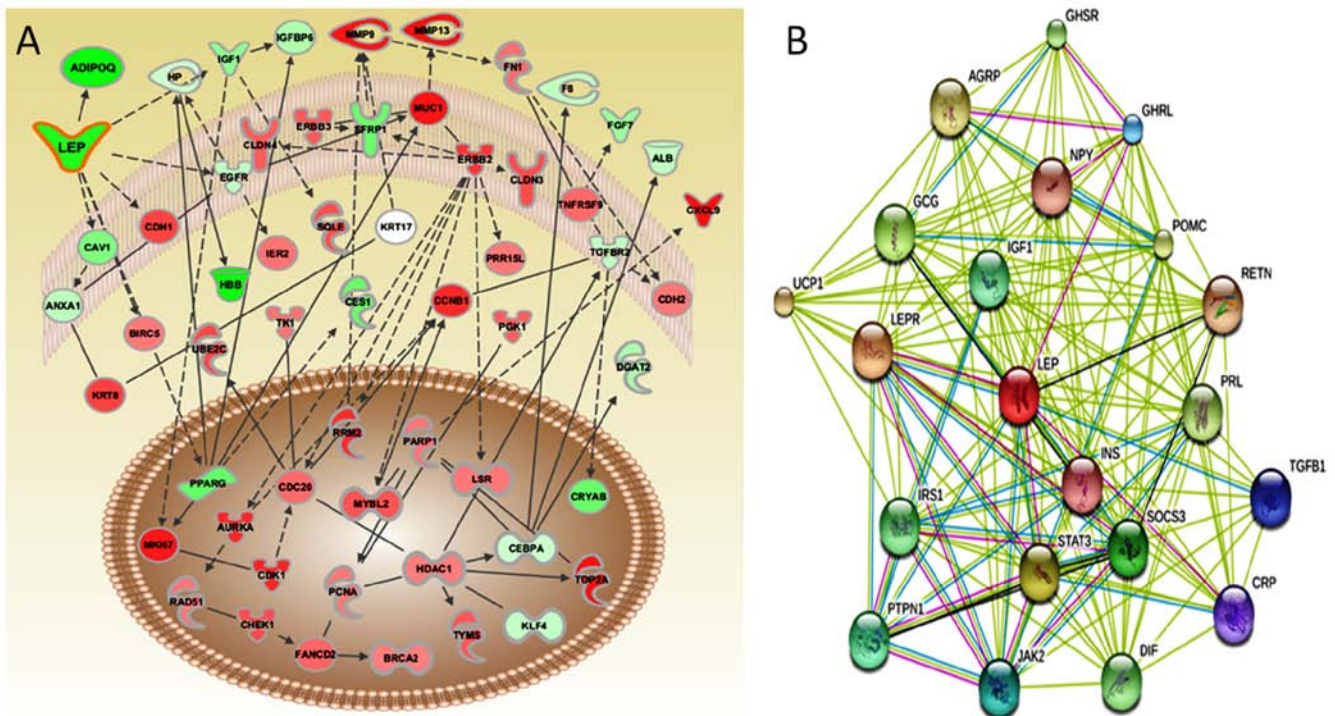 A
ADIPOQ
HP
IGF1
IGFBP6
MMP9
MMP13
FN1
F8
FGF7
ALB
LEP
CLDN4
ERBB3
SFRP1
MUC1
ERBB2
CLDN3
EGFR
TNFRSF9
CXCL9
CDH1
SQLE
KRT17
CAV1
IER2
PRR15L
TGFBR2
ANXA1
HBB
CES1
CCNB1
CDH2
BIRC5
UBE2C
TK1
PGK1
DGAT2
KRT8
RRM2
PARP1
PPARG
CDC20
MYBL2
LSR
CRYAB
AURKA
MKI67
CDK1
HDAC1
CEBPA
TOP2A
RAD51
PCNA
CHEK1
TYMS
KLF4
FANCD2
BRCA2
B
GHSR
AGRP
GHRL
NPY
GCG
POMC
IGF1
UCP1
RETN
LEPR
LEP
PRL
INS
TGFB1
IRS1
SOCS3
STAT3
CRP
PTPN1
JAK2
DIF